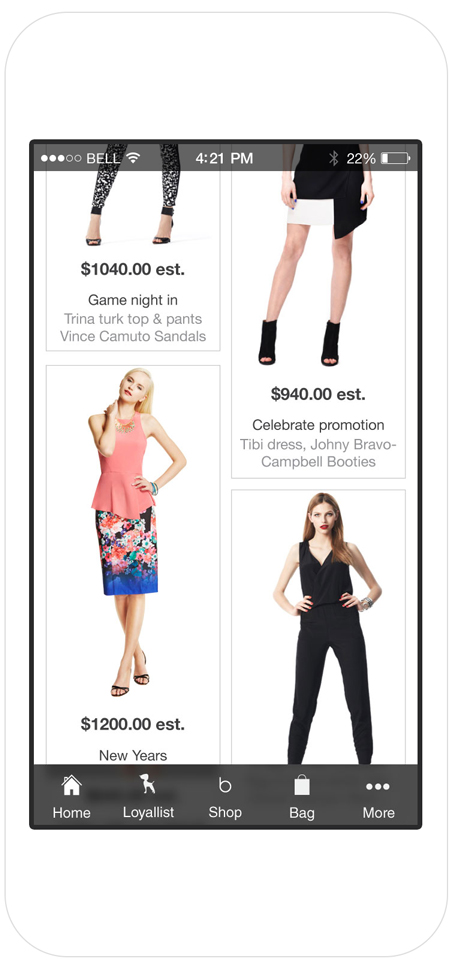 BELL 4:21 PM 22%
$1040.00 est.
Game night in
Trina turk top & pants
Vince Camuto Sandals
$940.00 est.
Celebrate promotion
Tibi dress, Johny Bravo-
Campbell Booties
$1200.00 est.
New Years
Home Loyallist Shop Bag More